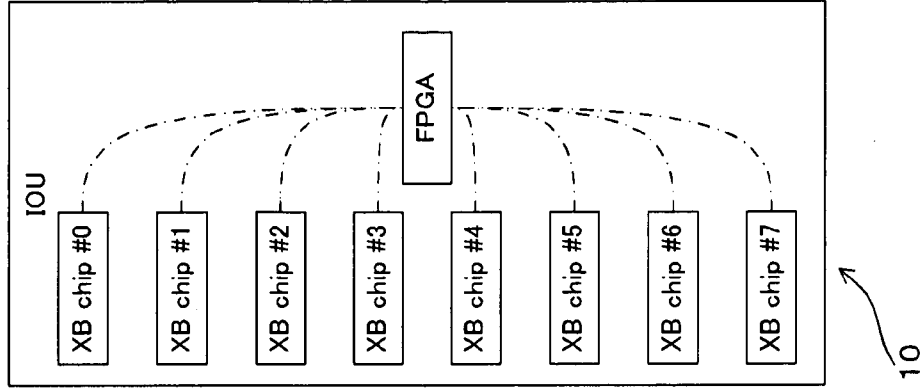 IOU
XB chip #0
XB chip #1
XB chip #2
XB chip #3
XB chip #4
XB chip #5
XB chip #6
XB chip #7
FPGA
10